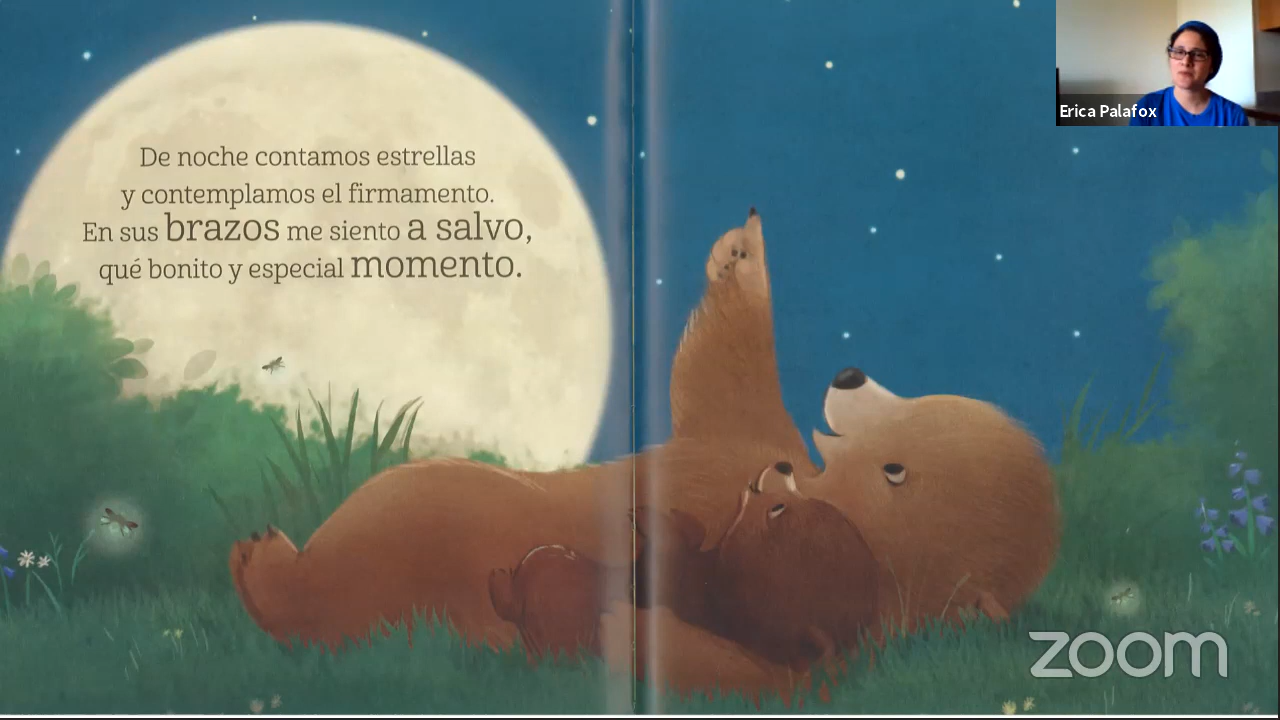 De noche contamos estrellas
y contemplamos el firmamento.
En sus brazos me siento a salvo,
qué bonito y especial momento.
Erica Palafox
zoom